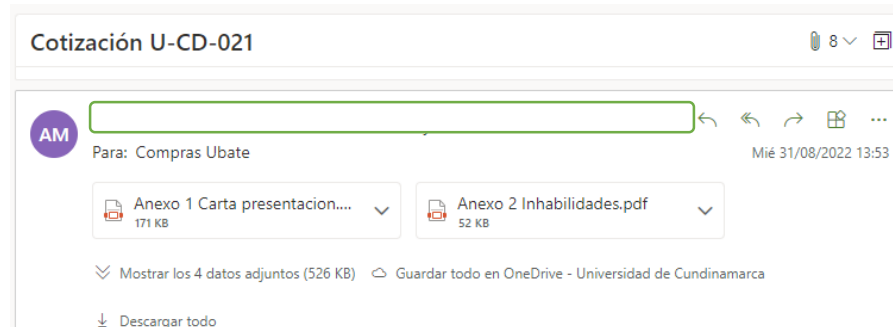 Cotización U-CD-021
8
AM
Para: Compras Ubate
Mié 31/08/2022 13:53
Anexo 1 Carta presentacion....
171 KB
Anexo 2 Inhabilidades.pdf
52 KB
Mostrar los 4 datos adjuntos (526 KB) Guardar todo en OneDrive - Universidad de Cundinamarca
Descargar todo